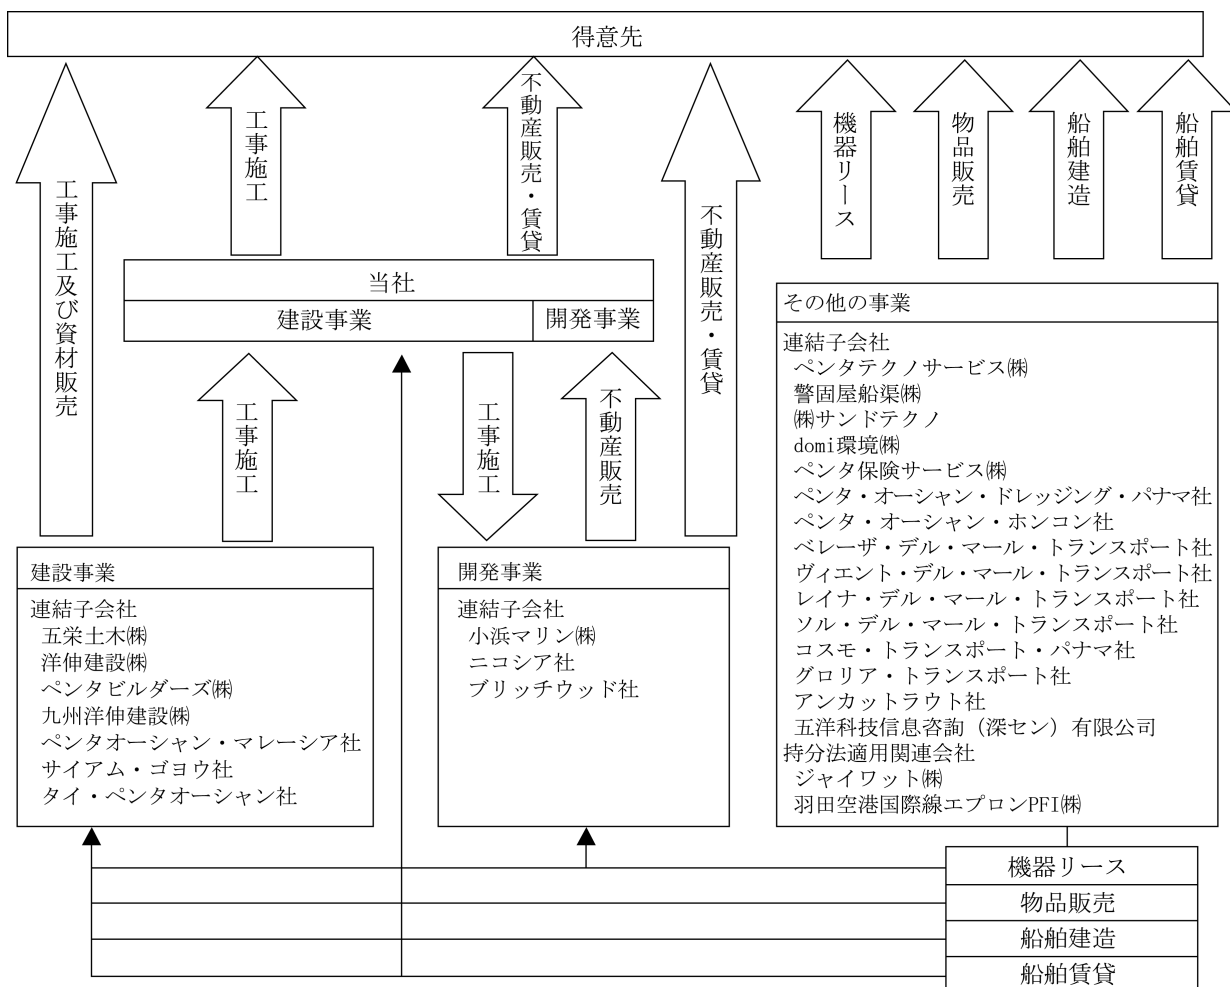 得意先
工事施工及び資材販売
工事施工
不動産販売・賃貸
不動産販売・賃貸
機器リース
物品販売
船舶建造
船舶賃貸
当社
建設事業
開発事業
工事施工
工事施工
不動産販売
建設事業
連結子会社
五栄土木㈱
洋伸建設㈱
ペンタビルダーズ㈱
九州洋伸建設㈱
ペンタオーシャン・マレーシア社
サイアム・ゴヨウ社
タイ・ペンタオーシャン社
開発事業
連結子会社
小浜マリン㈱
ニコシア社
ブリッチウッド社
その他の事業
連結子会社
ペンタテクノサービス㈱
警固屋船渠㈱
㈱サンドテクノ
domi環境㈱
ペンタ保険サービス㈱
ペンタ・オーシャン・ドレッジング・パナマ社
ペンタ・オーシャン・ホンコン社
ベレーザ・デル・マール・トランスポート社
ヴィエント・デル・マール・トランスポート社
レイナ・デル・マール・トランスポート社
ソル・デル・マール・トランスポート社
コスモ・トランスポート・パナマ社
グロリア・トランスポート社
アンカットラウト社
五洋科技信息咨詢（深セン）有限公司
持分法適用関連会社
ジャイワット㈱
羽田空港国際線エプロンPFI㈱
機器リース
物品販売
船舶建造
船舶賃貸